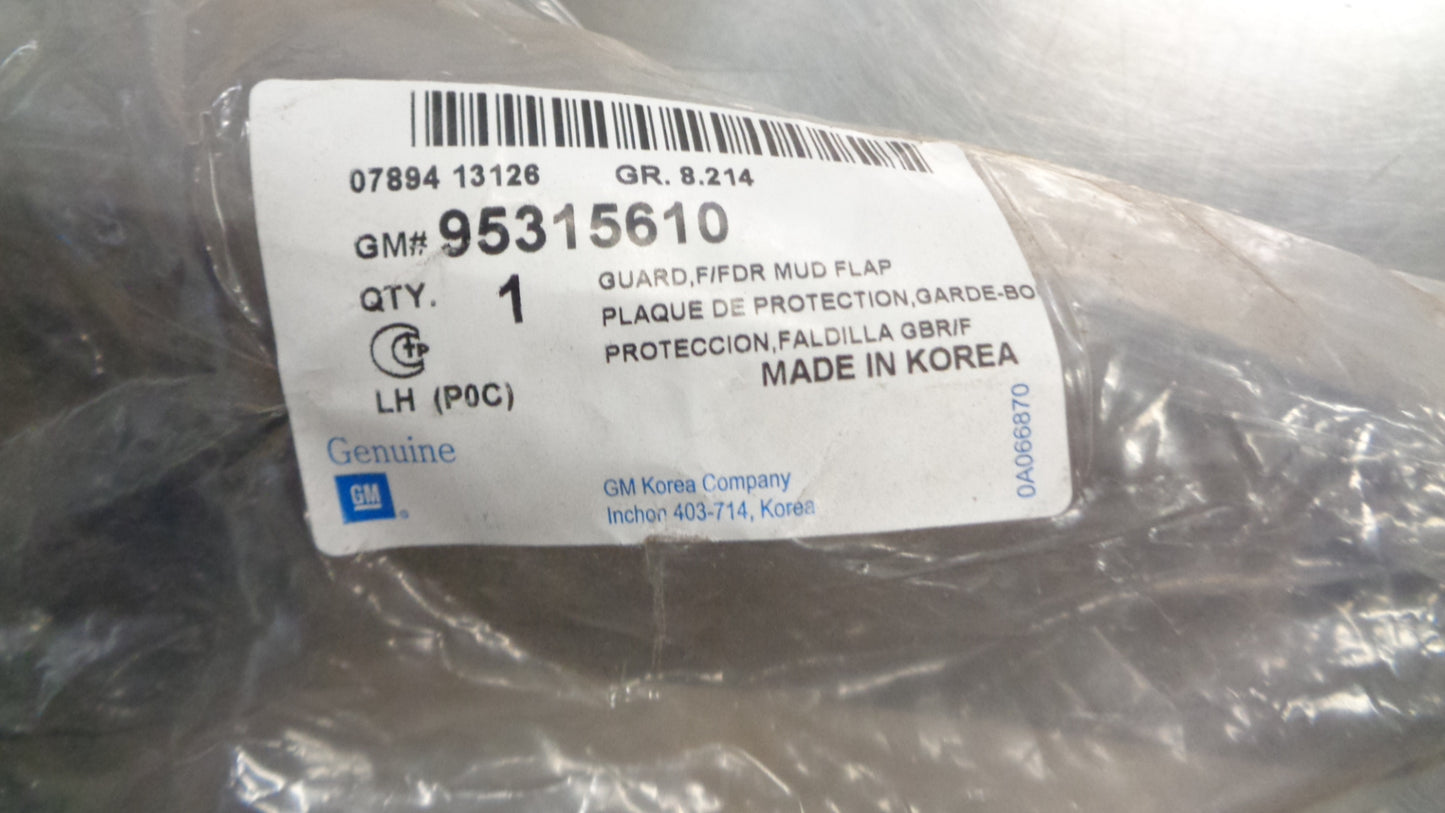 07894 13126 GR. 8.214
GM# 95315610
QTY. 1
GUARD,F/FDR MUD FLAP
PLAQUE DE PROTECTION,GARDE-BO
PROTECCION,FALDILLA GBR/F
MADE IN KOREA
LH (P0C)
Genuine
GM
GM Korea Company
Inchon 403-714, Korea
0A066870